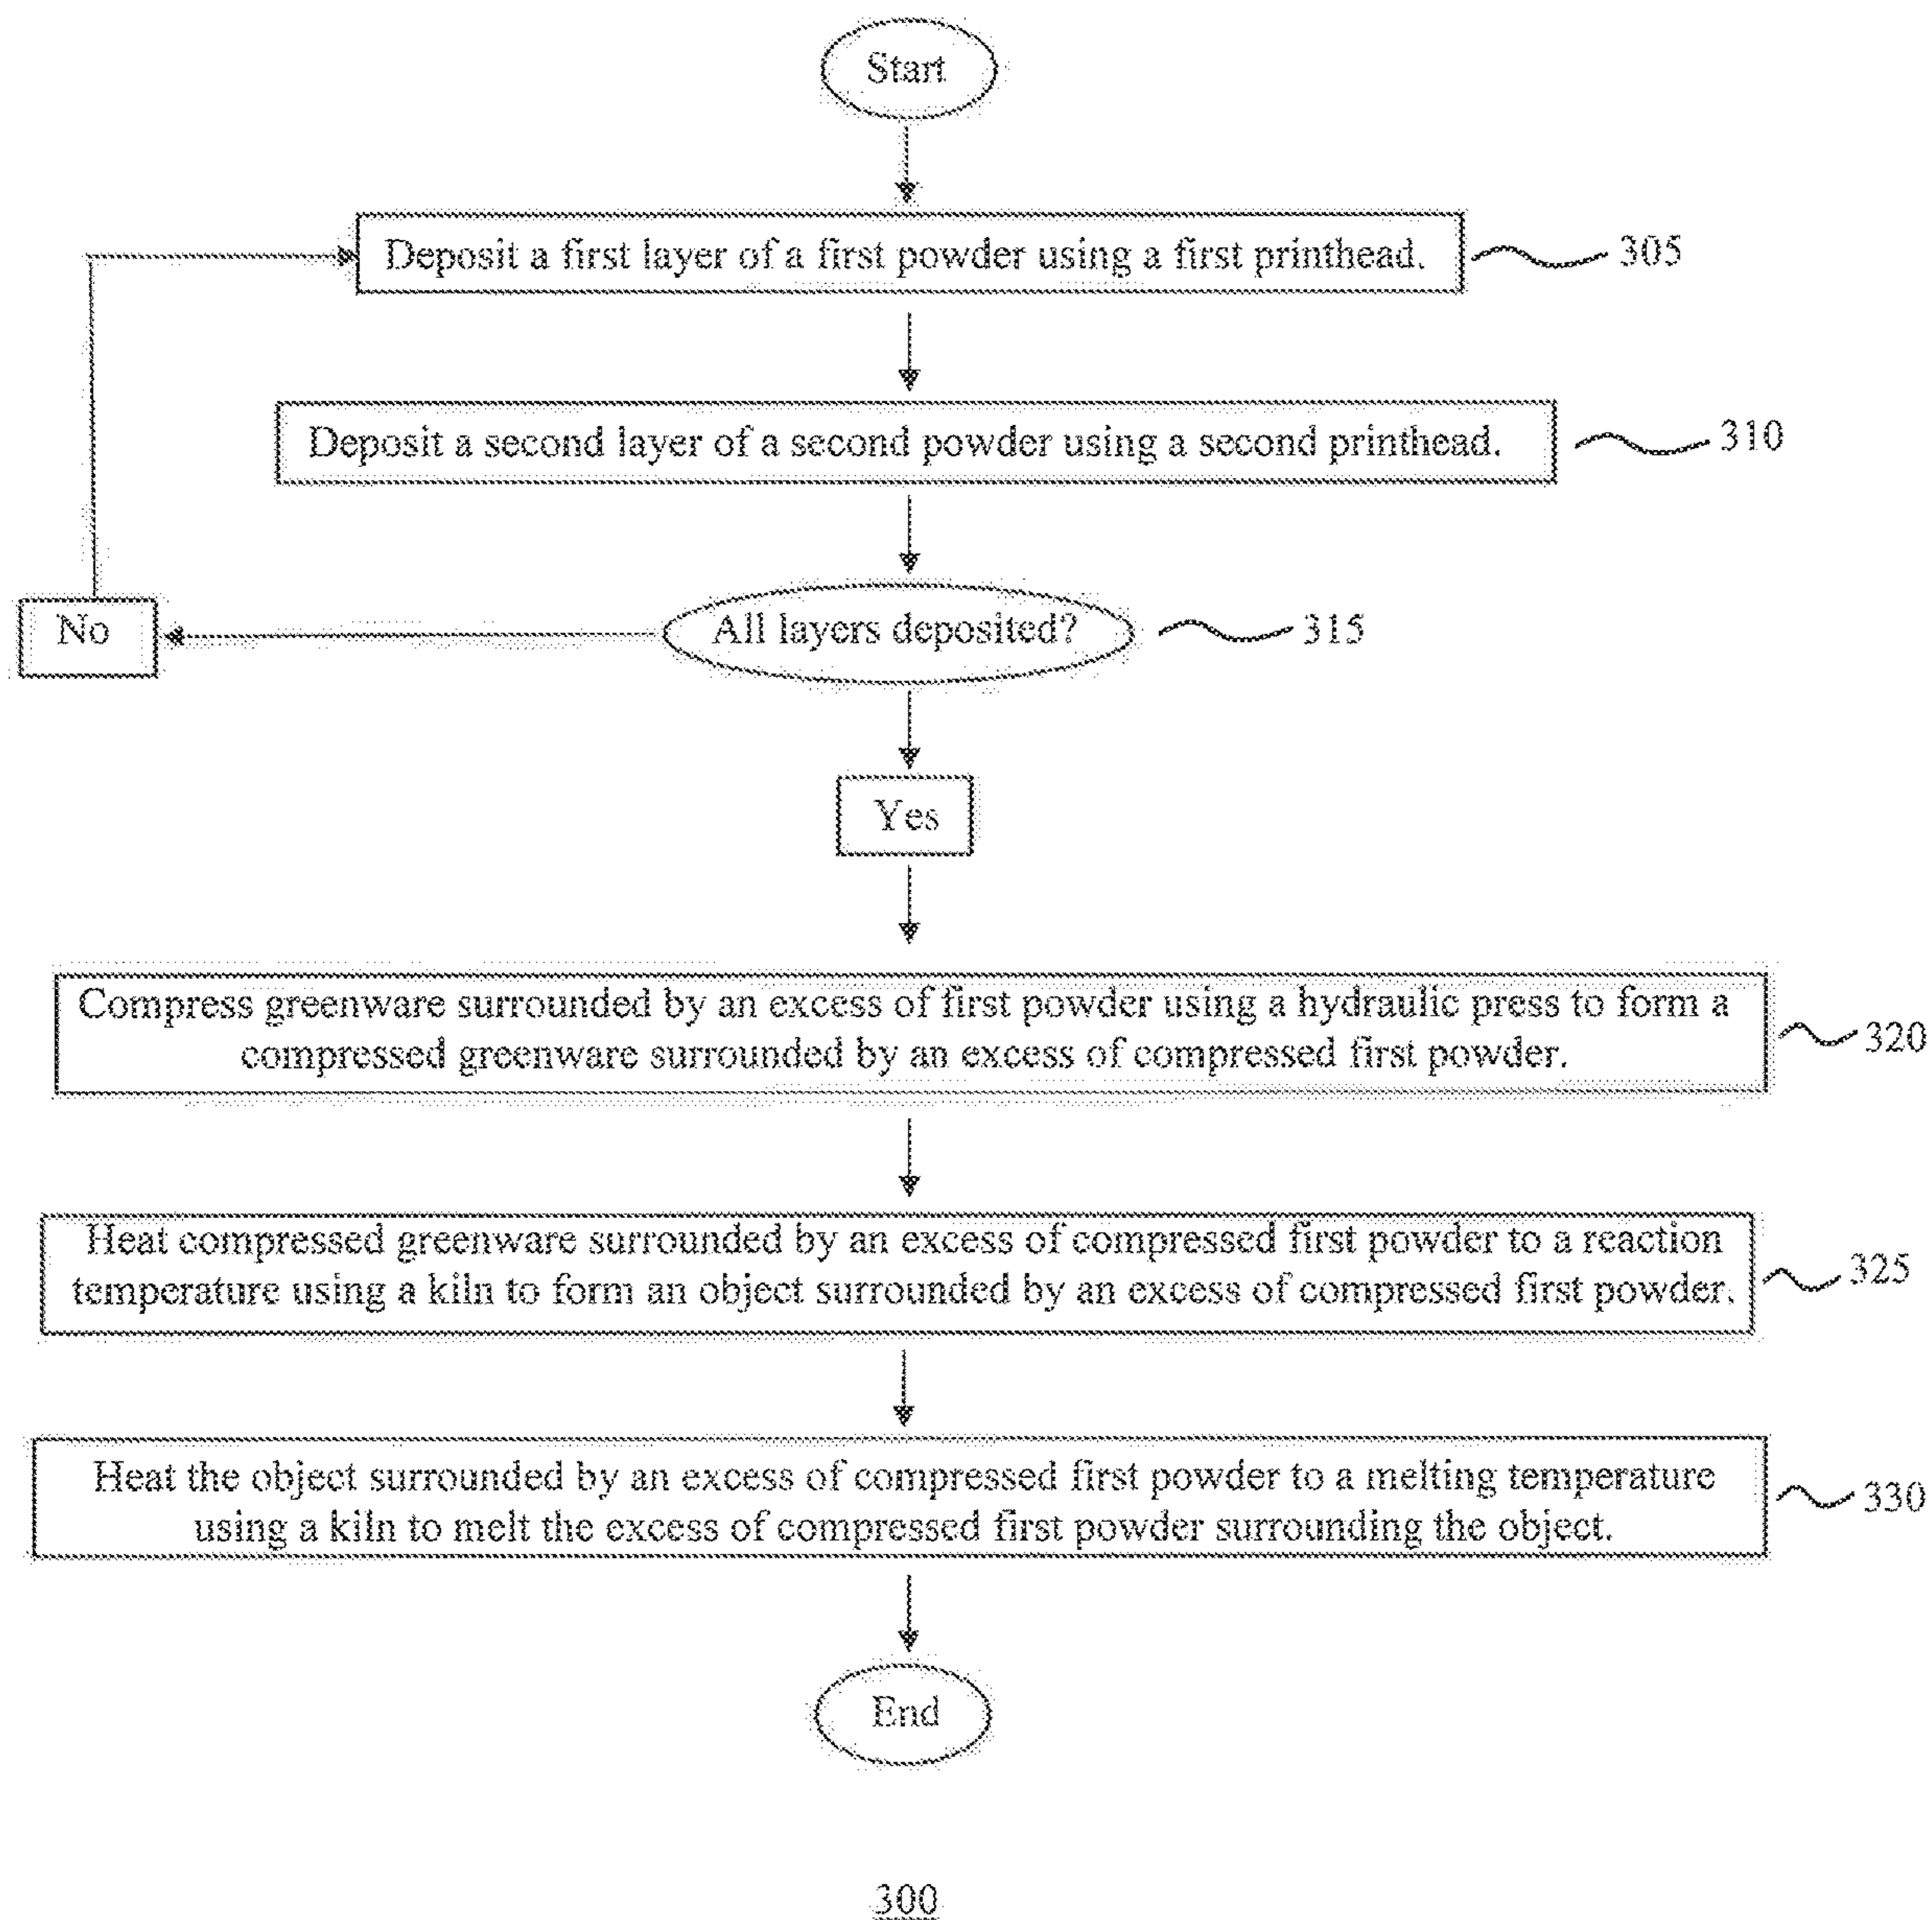 Start
Deposit a first layer of a first powder using a first printhead.
305
Deposit a second layer of a second powder using a second printhead.
310
No
All layers deposited?
315
Yes
Compress greenware surrounded by an excess of first powder using a hydraulic press to form a
compressed greenware surrounded by an excess of compressed first powder.
320
Heat compressed greenware surrounded by an excess of compressed first powder to a reaction
temperature using a kiln to form an object surrounded by an excess of compressed first powder.
325
Heat the object surrounded by an excess of compressed first powder to a melting temperature
using a kiln to melt the excess of compressed first powder surrounding the object.
330
End
300